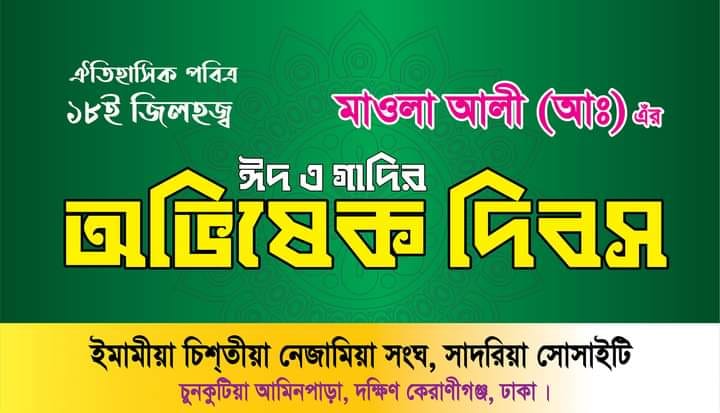 ঐতিহাসিক পবিত্র
১৮ই জিলহজ্ব
মাওলা আলী (আঃ) এঁর
ঈদ এ গাদির
অভিষেক দিবস
ইমামীয়া চিশ্‌তীয়া নেজামিয়া সংঘ, সাদরিয়া সোসাইটি
চুনকুটিয়া আমিনপাড়া, দক্ষিণ কেরাণীগঞ্জ, ঢাকা।